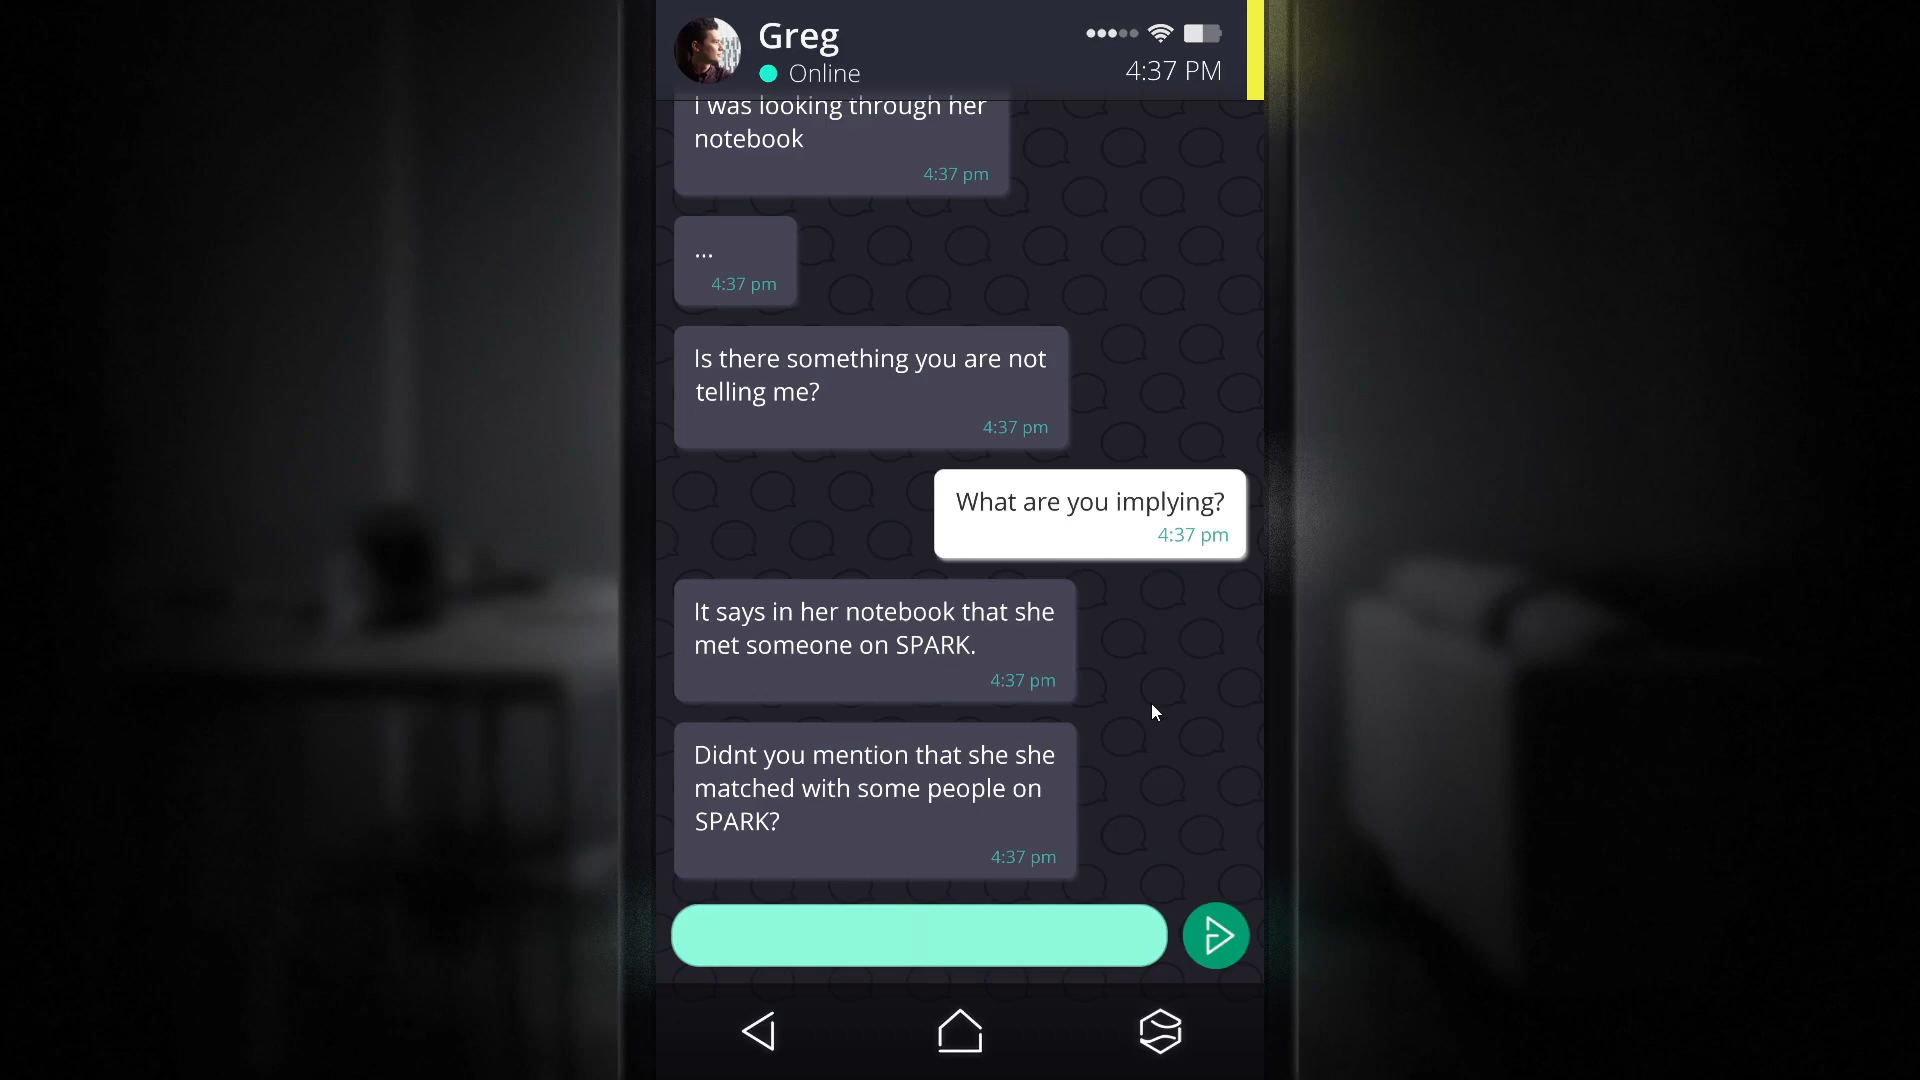 Greg
Online
4:37 PM
I was looking through her
notebook
4:37 pm
...
4:37 pm
Is there something you are not
telling me?
4:37 pm
What are you implying?
4:37 pm
It says in her notebook that she
met someone on SPARK.
4:37 pm
Didnt you mention that she she
matched with some people on
SPARK?
4:37 pm